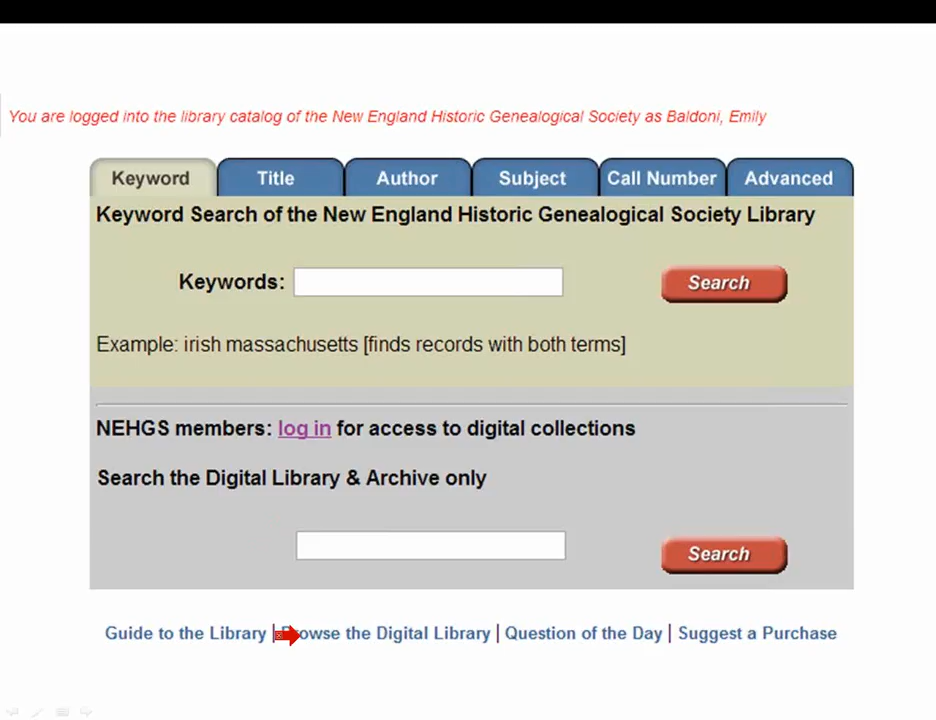 You are logged into the library catalog of the New England Historic Genealogical Society as Baldoni, Emily
Keyword Title Author Subject Call Number Advanced
Keyword Search of the New England Historic Genealogical Society Library
Keywords: Search
Example: irish massachusetts [finds records with both terms]
NEHGS members: log in for access to digital collections
Search the Digital Library & Archive only
Search
Guide to the Library | Browse the Digital Library | Question of the Day | Suggest a Purchase